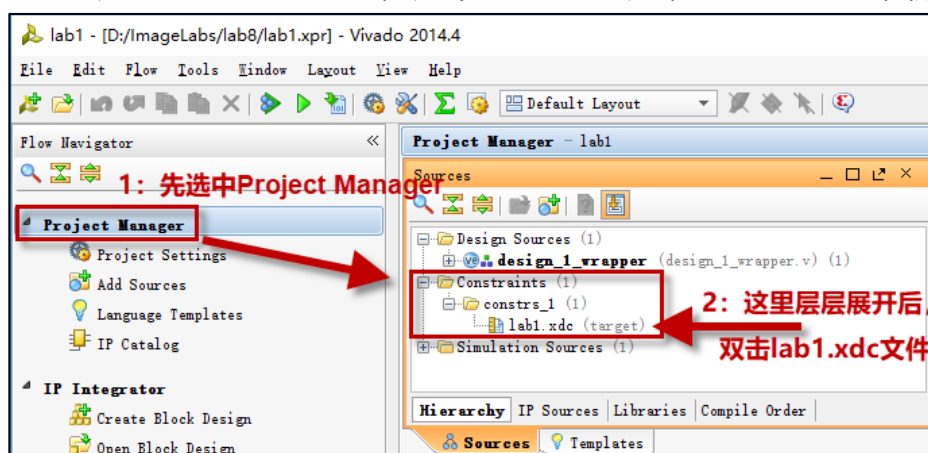 lab1 - [D:/ImageLabs/lab8/lab1.xpr] - Vivado 2014.4
File Edit Flow Tools Window Layout View Help
Default Layout
Flow Navigator
Project Manager - lab1
Sources
1：先选中Project Manager
Project Manager
Project Settings
Add Sources
Language Templates
IP Catalog
IP Integrator
Create Block Design
Open Block Design
Design Sources (1)
design_1_wrapper (design_1_wrapper.v) (1)
Constraints (1)
constrs_1 (1)
lab1.xdc (target)
Simulation Sources (1)
2：这里层层展开后，
双击lab1.xdc文件
Hierarchy IP Sources Libraries Compile Order
Sources Templates